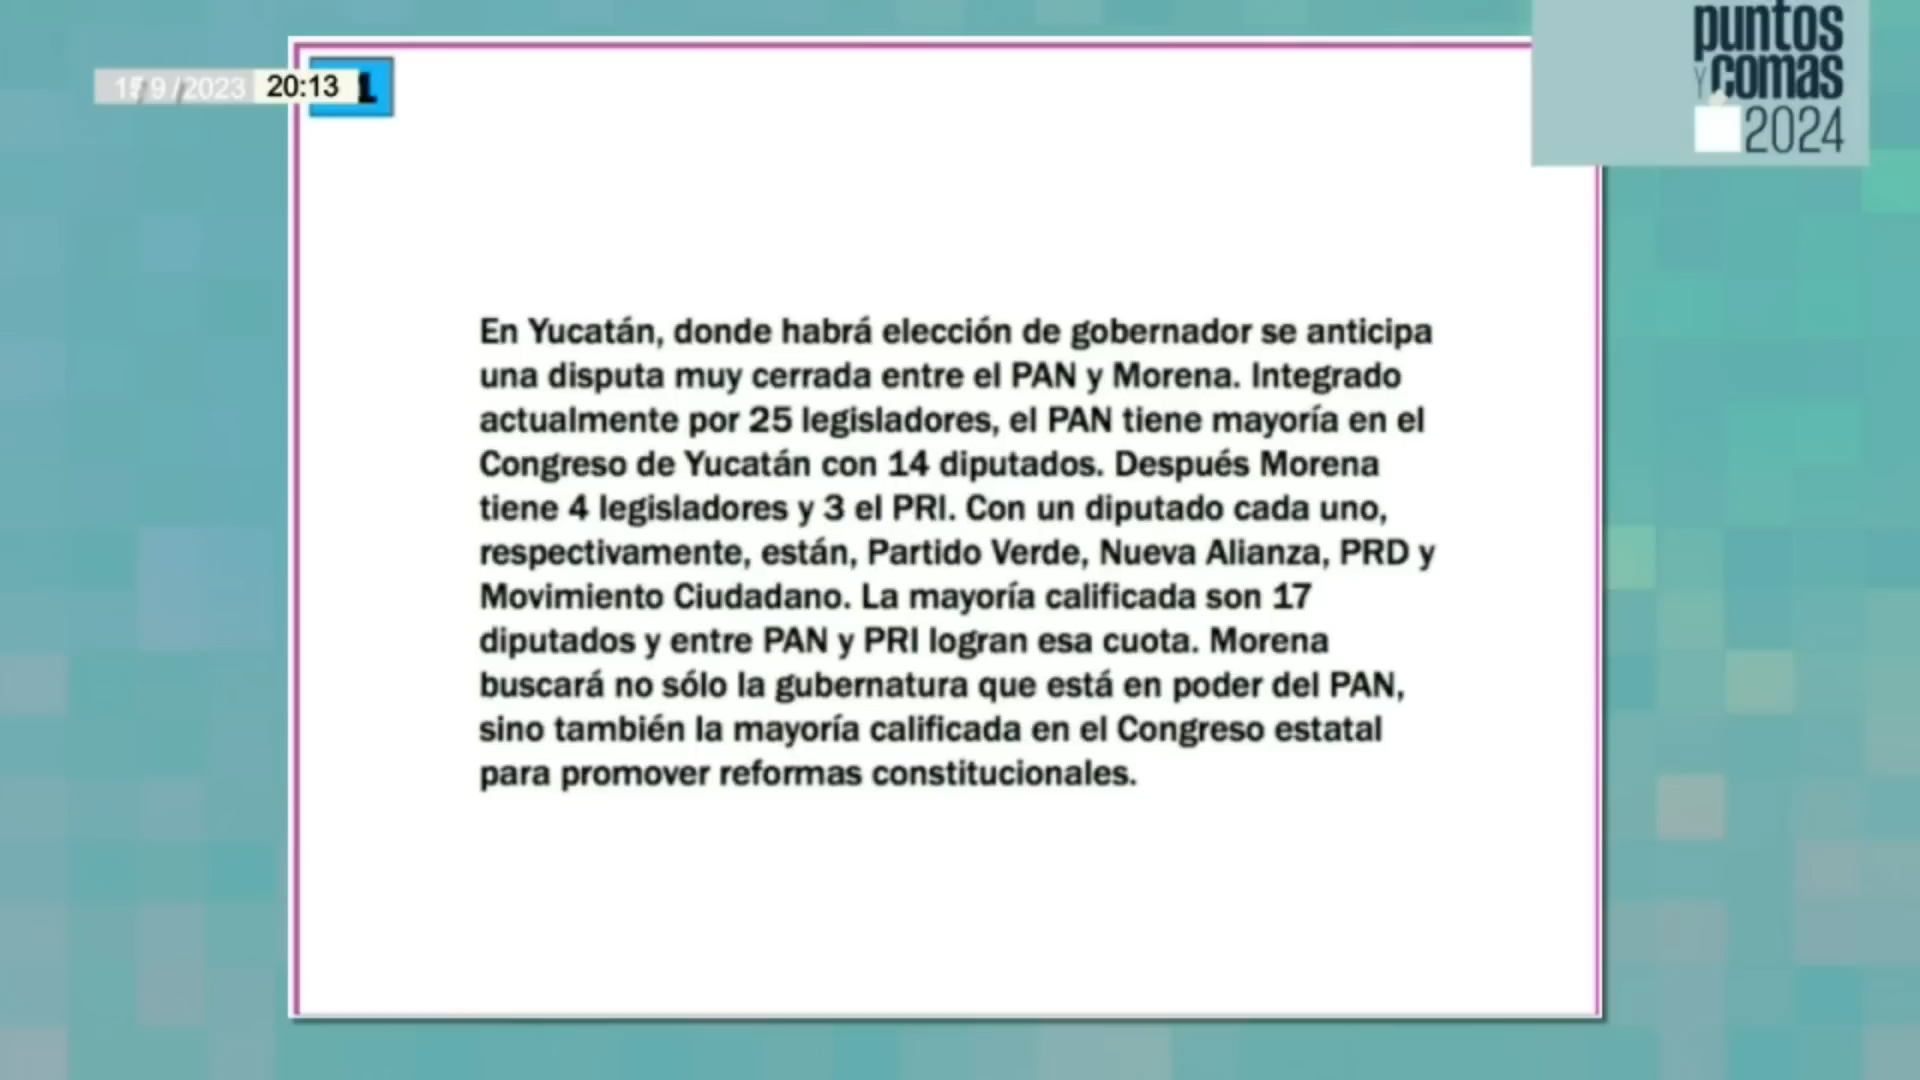 puntos
y comas
2024
20:13
En Yucatán, donde habrá elección de gobernador se anticipa
una disputa muy cerrada entre el PAN y Morena. Integrado
actualmente por 25 legisladores, el PAN tiene mayoría en el
Congreso de Yucatán con 14 diputados. Después Morena
tiene 4 legisladores y 3 el PRI. Con un diputado cada uno,
respectivamente, están, Partido Verde, Nueva Alianza, PRD y
Movimiento Ciudadano. La mayoría calificada son 17
diputados y entre PAN y PRI logran esa cuota. Morena
buscará no sólo la gubernatura que está en poder del PAN,
sino también la mayoría calificada en el Congreso estatal
para promover reformas constitucionales.